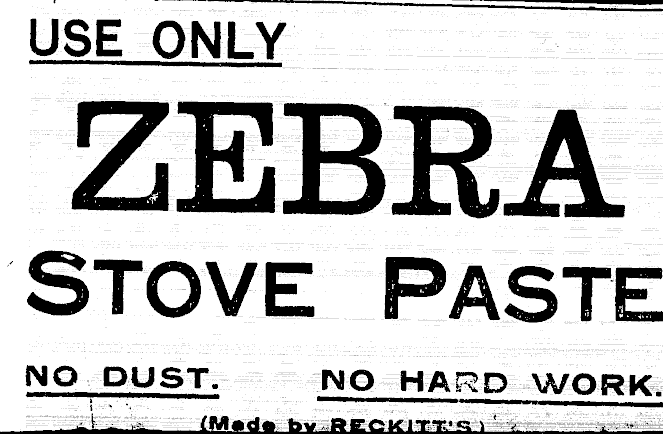 USE ONLY
ZEBRA
STOVE PASTE
NO DUST. NO HARD WORK.
(Made by RECKITT'S)